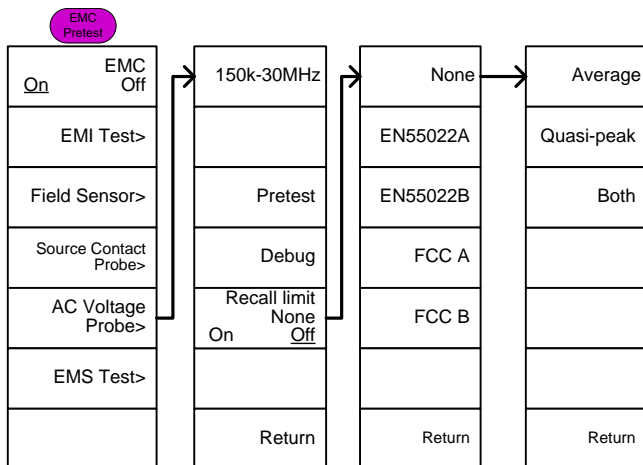 EMC
Pretest
EMC
On Off
EMI Test>
Field Sensor>
Source Contact
Probe>
AC Voltage
Probe>
EMS Test>
150k-30MHz
Pretest
Debug
Recall limit
None
On Off
Return
None
EN55022A
EN55022B
FCC A
FCC B
Return
Average
Quasi-peak
Both
Return